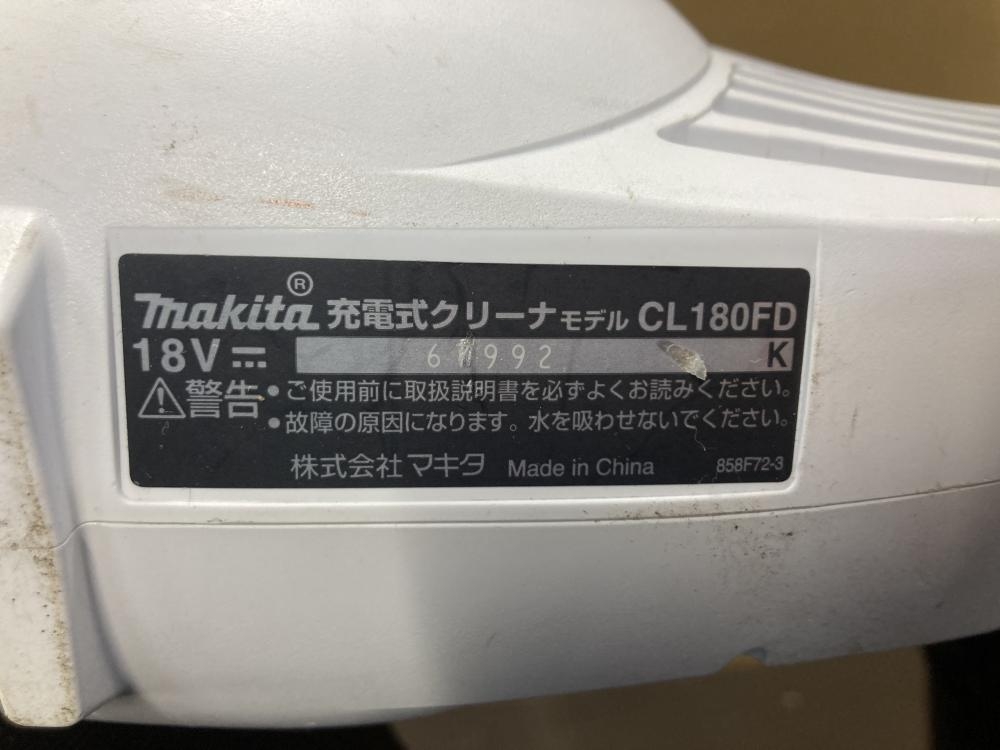 makita® 充電式クリーナモデル CL180FD
18V K
⚠警告 • ご使用前に取扱説明書を必ずよくお読みください。
• 故障の原因になります。水を吸わせないでください。
株式会社 マキタ Made in China 858F72-3